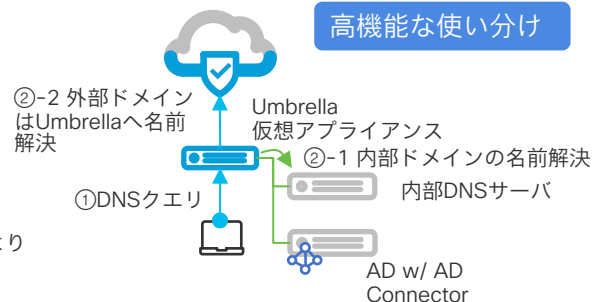 高機能な使い分け
②-2 外部ドメイン
はUmbrellaへ名前
解決
Umbrella
仮想アプライアンス
②-1 内部ドメインの名前解決
①DNSクエリ
内部DNSサーバ
り
AD w/ AD
Connector